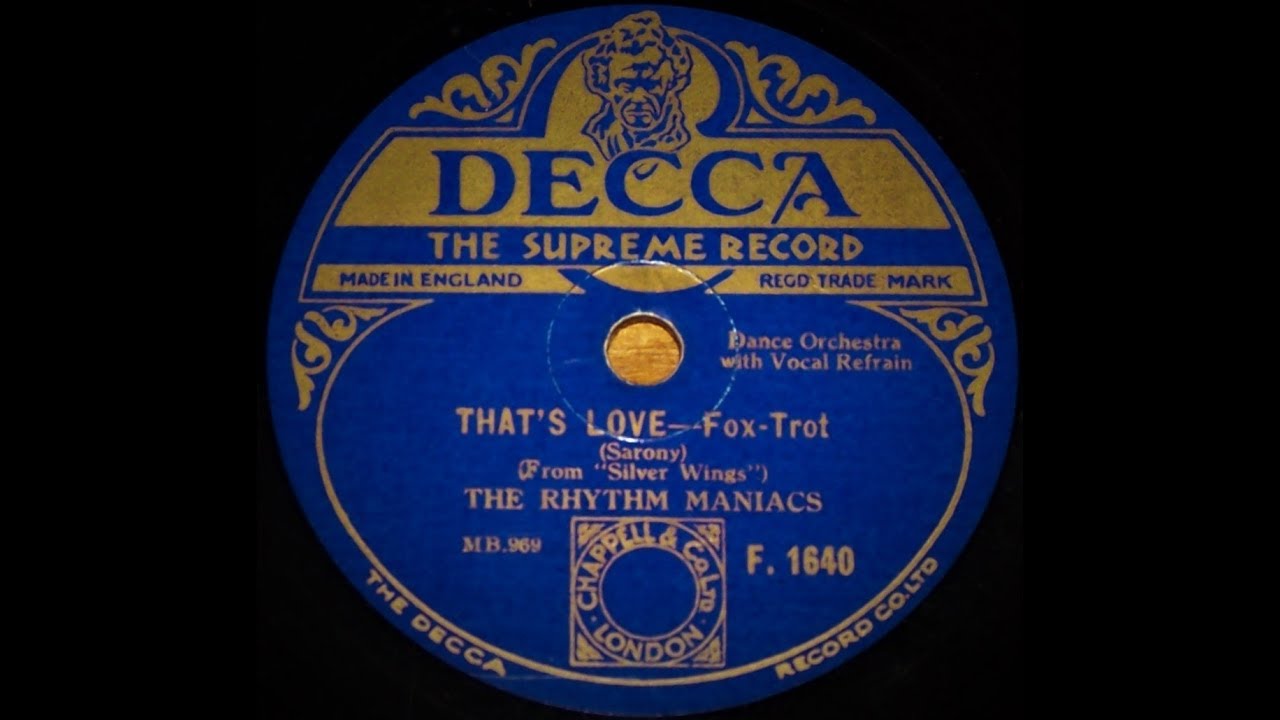 DECCA
THE SUPREME RECORD
MADE IN ENGLAND
REGD TRADE MARK
Dance Orchestra
with Vocal Refrain
THAT'S LOVE—Fox-Trot
(Sarony)
(From "Silver Wings")
THE RHYTHM MANIACS
MB.969
F. 1640
CHAPPELL & CO. LTD
· LONDON ·
THE DECCA
RECORD CO. LTD